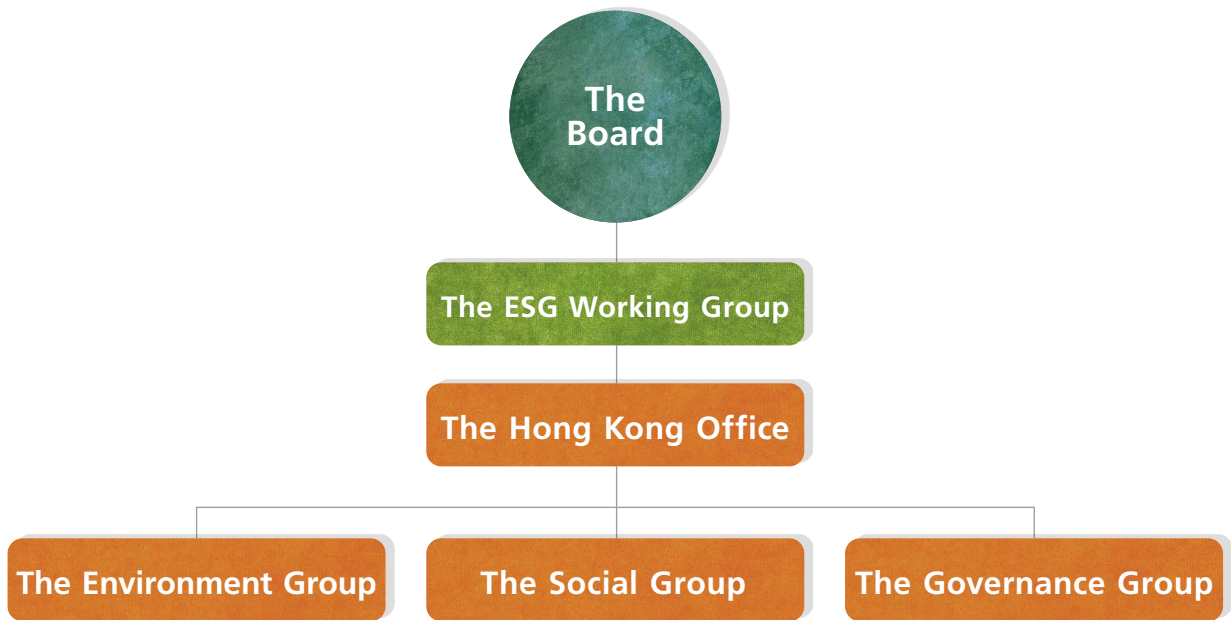 The
Board
The ESG Working Group
The Hong Kong Office
The Environment Group
The Social Group
The Governance Group